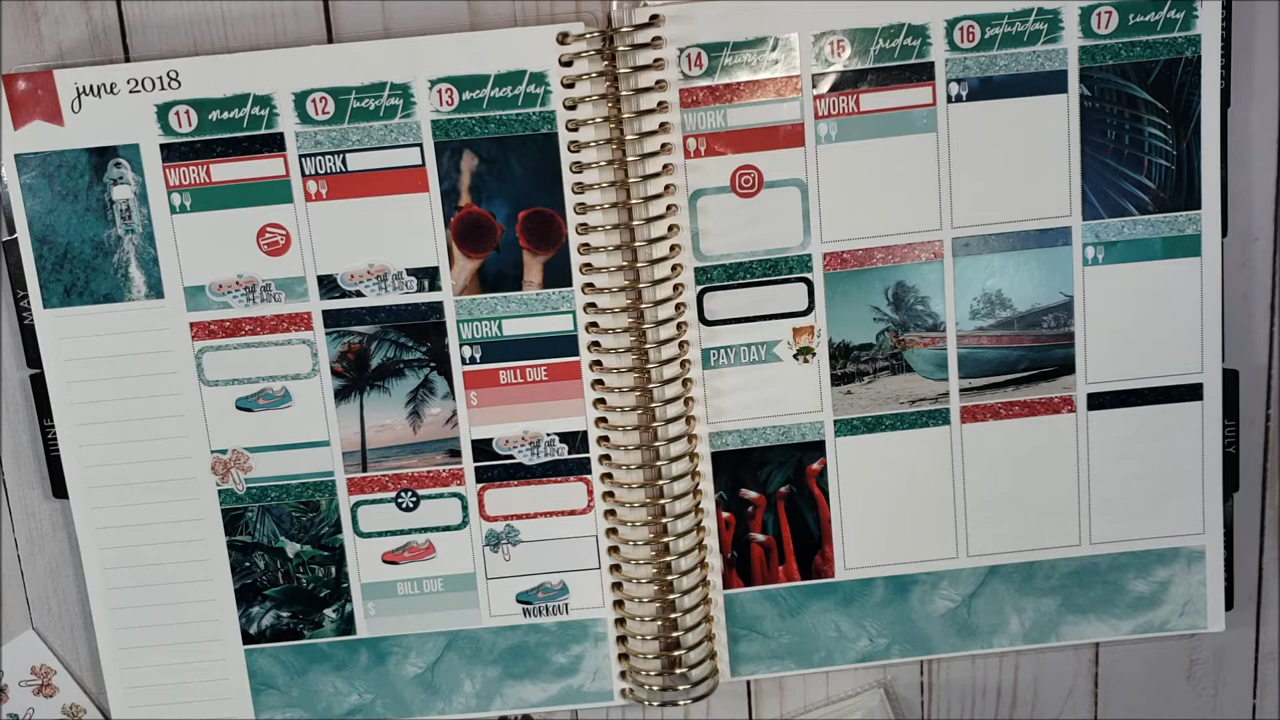 june 2018
11 monday
12 tuesday
13 wednesday
14 thursday
15 friday
16 saturday
17 sunday
WORK
WORK
WORK
WORK
WORK
BILL DUE
$
PAY DAY
BILL DUE
$
WORKOUT
MAY
JUNE
JULY